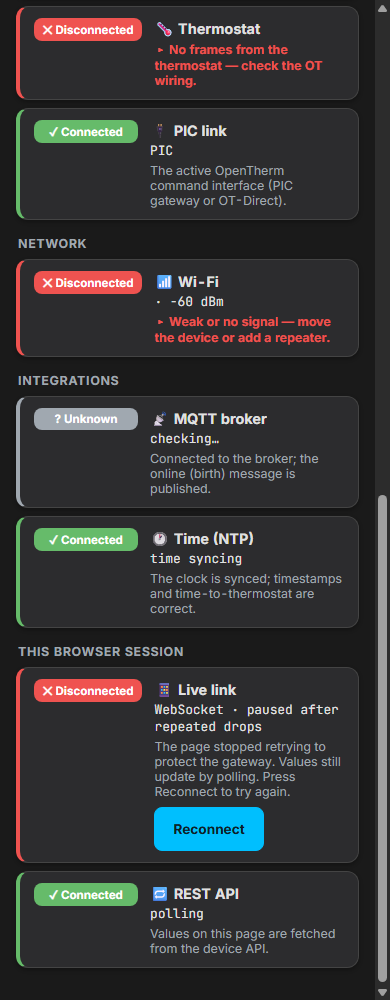 ✕ Disconnected
Thermostat
▸ No frames from the
thermostat — check the OT
wiring.
✓ Connected
PIC link
PIC
The active OpenTherm
command interface (PIC
gateway or OT-Direct).
NETWORK
✕ Disconnected
Wi-Fi
· -60 dBm
▸ Weak or no signal — move
the device or add a repeater.
INTEGRATIONS
? Unknown
MQTT broker
checking…
Connected to the broker; the
online (birth) message is
published.
✓ Connected
Time (NTP)
time syncing
The clock is synced; timestamps
and time-to-thermostat are
correct.
THIS BROWSER SESSION
✕ Disconnected
Live link
WebSocket · paused after
repeated drops
The page stopped retrying to
protect the gateway. Values still
update by polling. Press
Reconnect to try again.
Reconnect
✓ Connected
REST API
polling
Values on this page are fetched
from the device API.